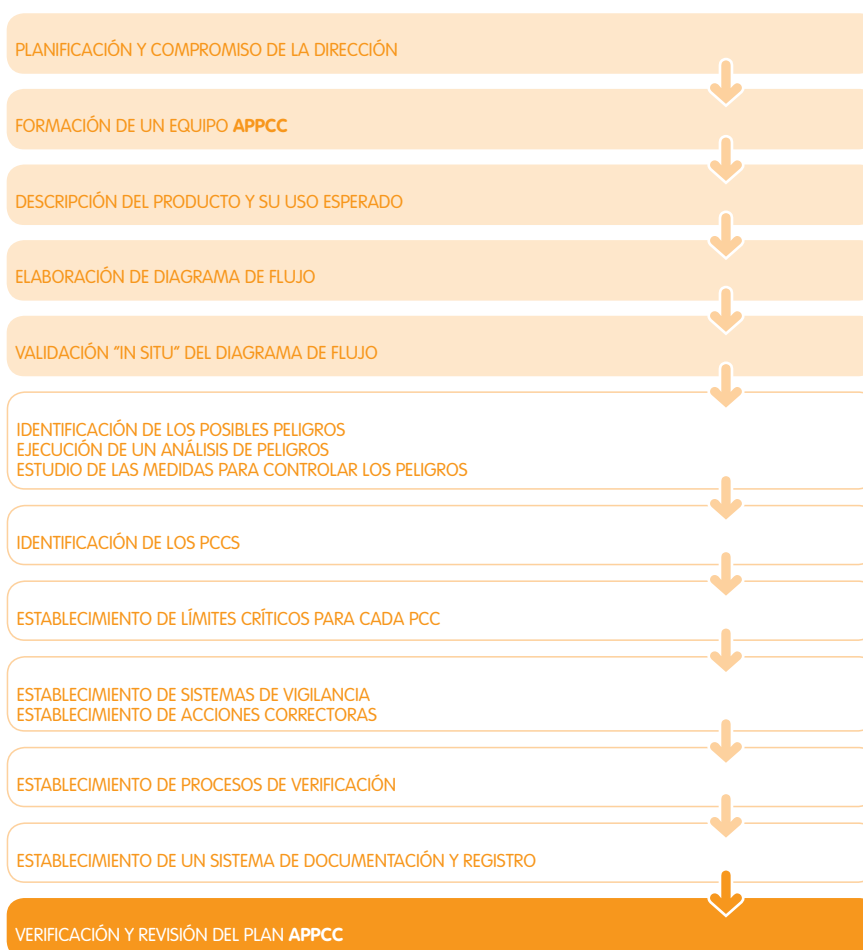 PLANIFICACIÓN Y COMPROMISO DE LA DIRECCIÓN
FORMACIÓN DE UN EQUIPO APPCC
DESCRIPCIÓN DEL PRODUCTO Y SU USO ESPERADO
ELABORACIÓN DE DIAGRAMA DE FLUJO
VALIDACIÓN "IN SITU" DEL DIAGRAMA DE FLUJO
IDENTIFICACIÓN DE LOS POSIBLES PELIGROS
EJECUCIÓN DE UN ANÁLISIS DE PELIGROS
ESTUDIO DE LAS MEDIDAS PARA CONTROLAR LOS PELIGROS
IDENTIFICACIÓN DE LOS PCCS
ESTABLECIMIENTO DE LÍMITES CRÍTICOS PARA CADA PCC
ESTABLECIMIENTO DE SISTEMAS DE VIGILANCIA
ESTABLECIMIENTO DE ACCIONES CORRECTORAS
ESTABLECIMIENTO DE PROCESOS DE VERIFICACIÓN
ESTABLECIMIENTO DE UN SISTEMA DE DOCUMENTACIÓN Y REGISTRO
VERIFICACIÓN Y REVISIÓN DEL PLAN APPCC